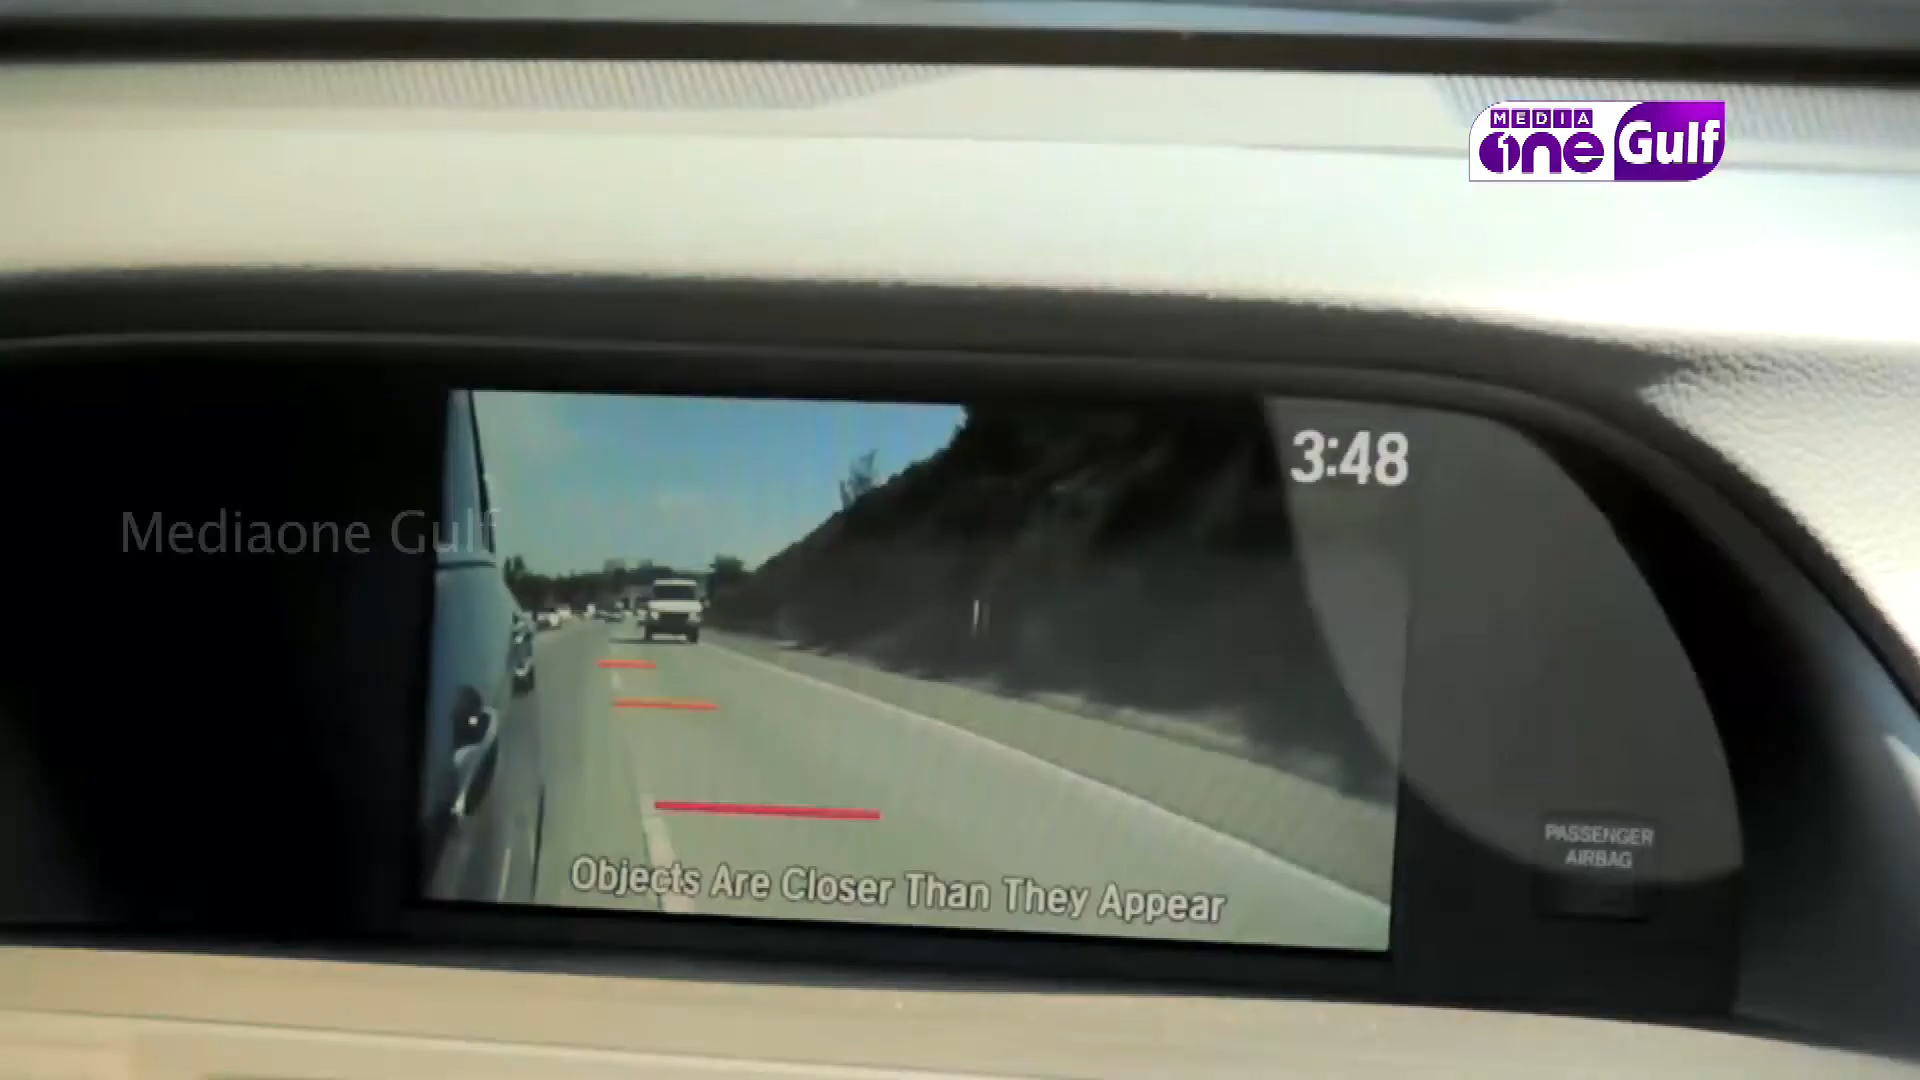 MEDIA
one Gulf
3:48
Mediaone Gulf
PASSENGER
AIRBAG
Objects Are Closer Than They Appear